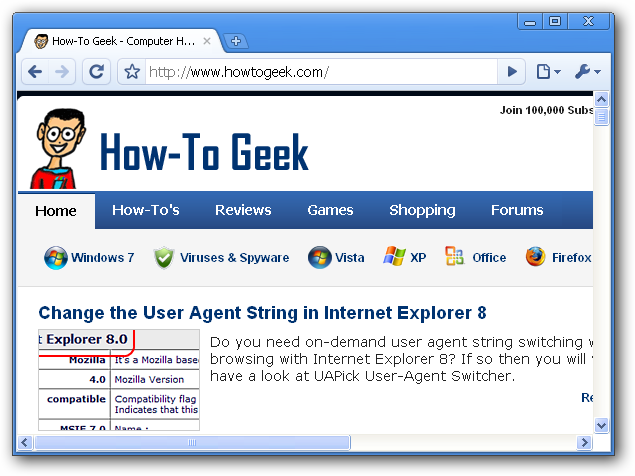 How-To Geek - Computer H...
http://www.howtogeek.com/
Join 100,000 Subs
How-To Geek
Home How-To's Reviews Games Shopping Forums
Windows 7 Viruses & Spyware Vista XP Office Firefox
Change the User Agent String in Internet Explorer 8
t Explorer 8.0
Mozilla It's a Mozilla base
4.0 Mozilla Version
compatible Compatibility flag
Indicates that this
MSIE 7.0 Name :
Do you need on-demand user agent string switching w
browsing with Internet Explorer 8? If so then you will
have a look at UAPick User-Agent Switcher.
Re